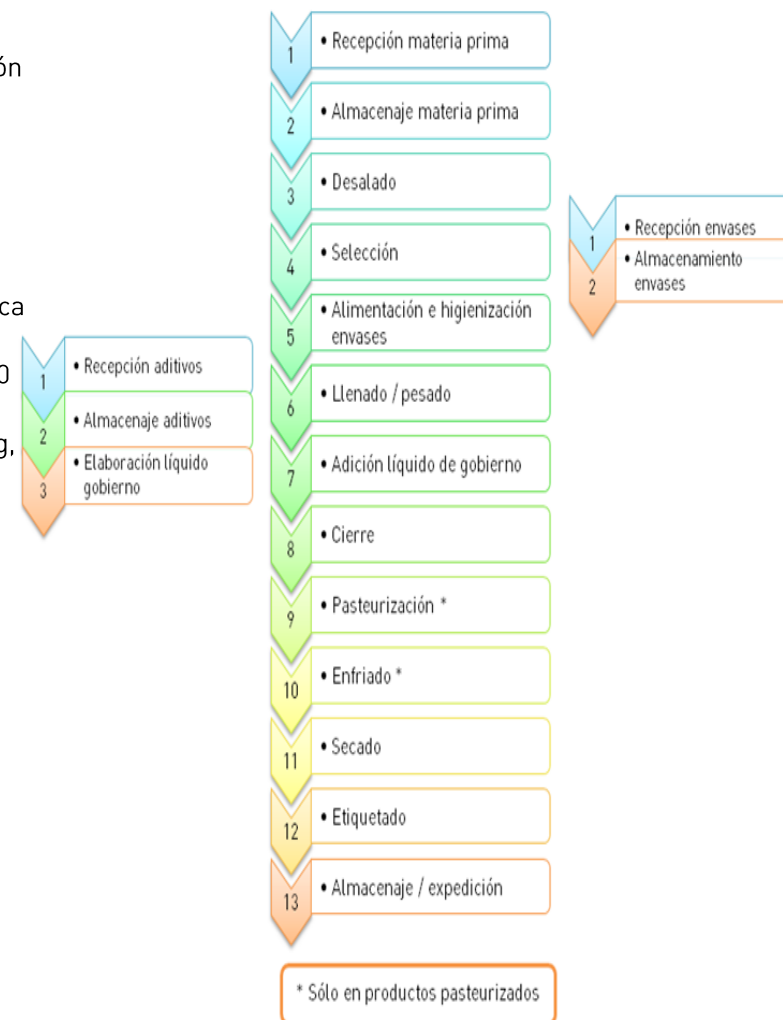 ón
ca
0
g,
1
• Recepción materia prima
2
• Almacenaje materia prima
3
• Desalado
4
• Selección
5
• Alimentación e higienización
envases
6
• Llenado / pesado
7
• Adición líquido de gobierno
8
• Cierre
9
• Pasteurización *
10
• Enfriado *
11
• Secado
12
• Etiquetado
13
• Almacenaje / expedición
* Sólo en productos pasteurizados
1
• Recepción aditivos
2
• Almacenaje aditivos
3
• Elaboración líquido
gobierno
1
• Recepción envases
2
• Almacenamiento
envases